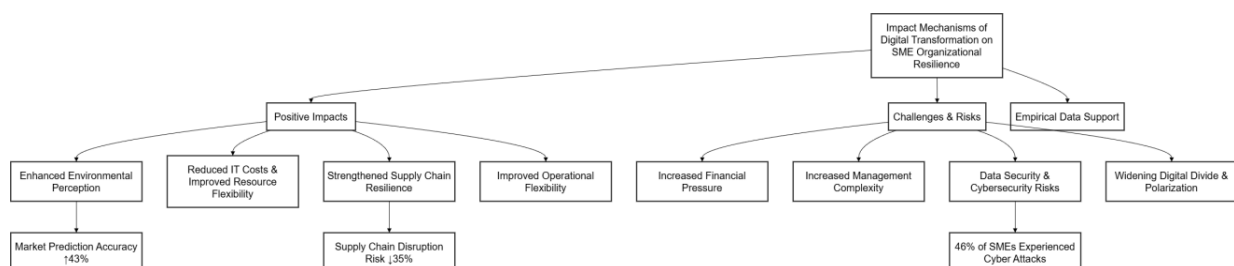 Impact Mechanisms of
Digital Transformation on
SME Organizational
Resilience
Positive Impacts
Challenges & Risks
Empirical Data Support
Enhanced Environmental
Perception
Reduced IT Costs &
Improved Resource
Flexibility
Strengthened Supply Chain
Resilience
Improved Operational Flexibility
Increased Financial
Pressure
Increased Management
Complexity
Data Security &
Cybersecurity Risks
Widening Digital Divide &
Polarization
Market Prediction Accuracy
↑43%
Supply Chain Disruption
Risk ↓35%
46% of SMEs Experienced
Cyber Attacks